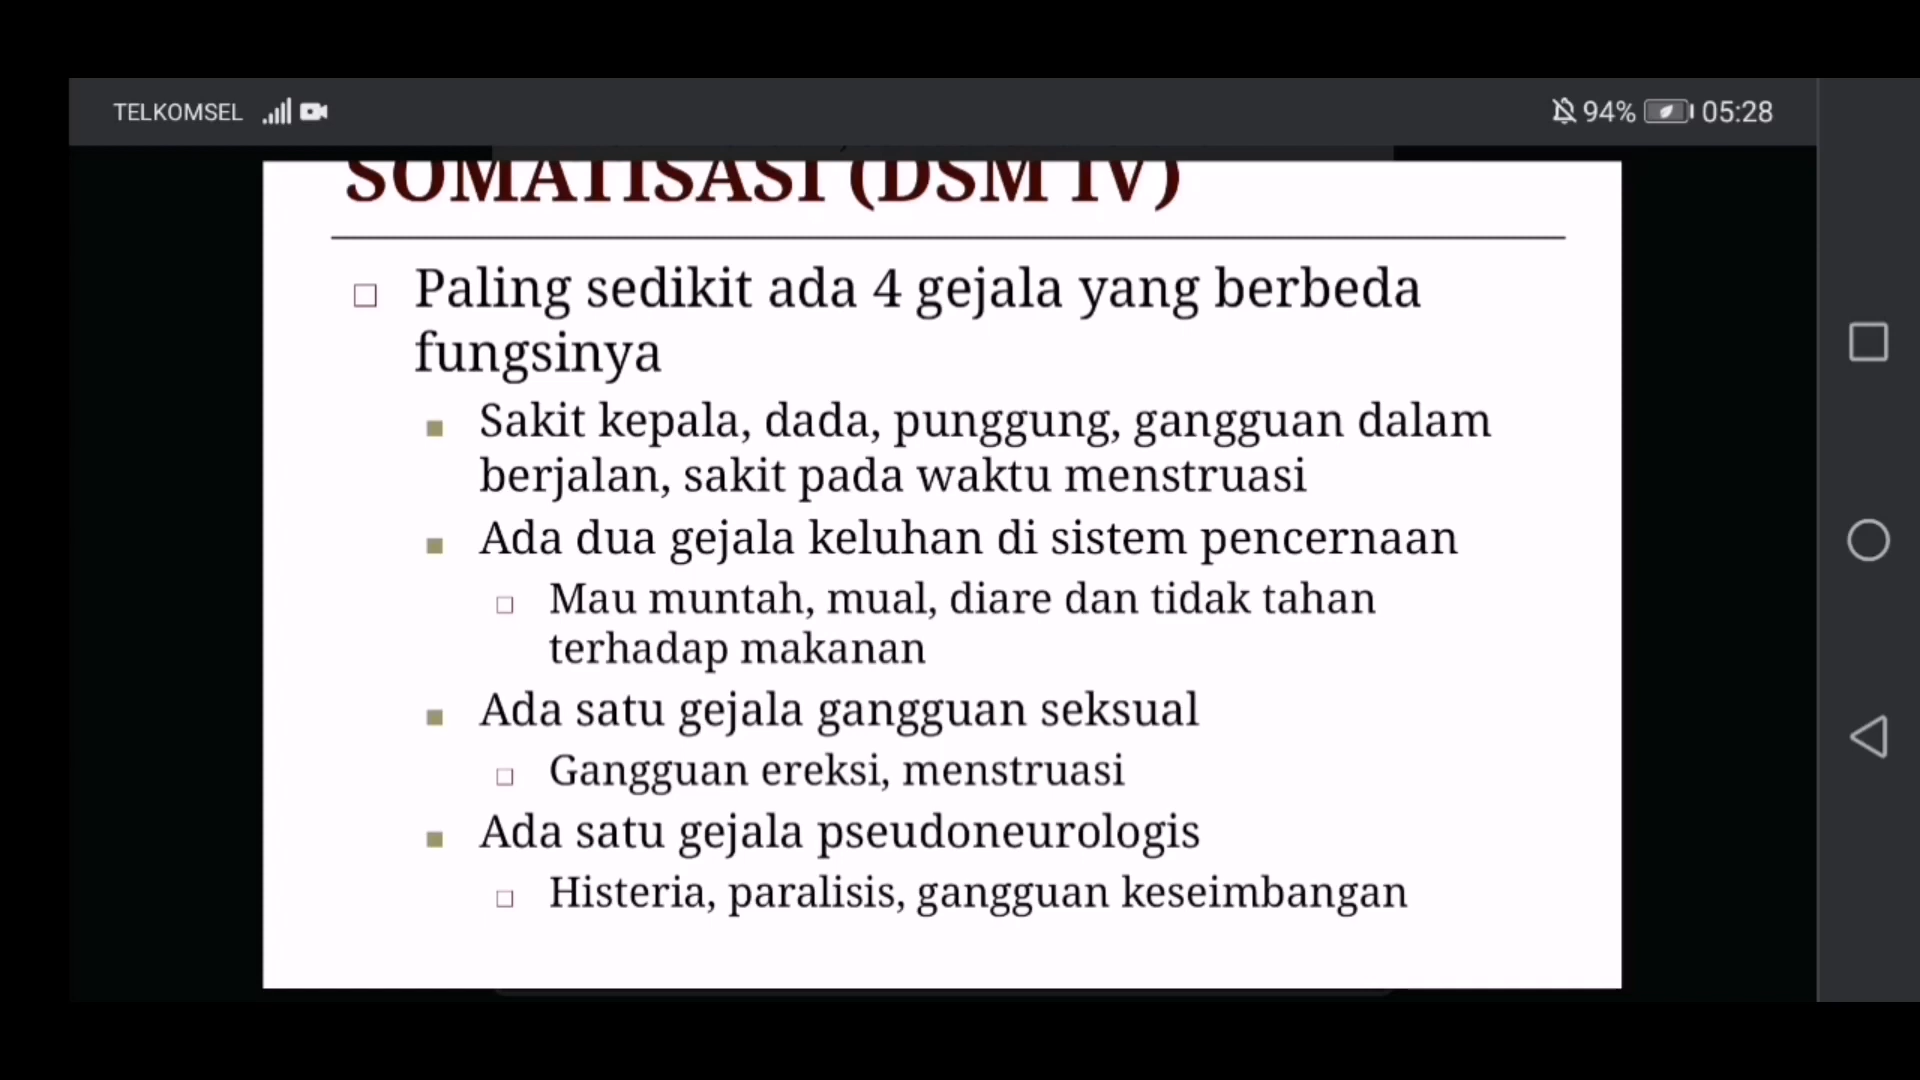 TELKOMSEL
94% 05:28
SOMATISASI (DSM IV)
Paling sedikit ada 4 gejala yang berbeda
fungsinya
Sakit kepala, dada, punggung, gangguan dalam
berjalan, sakit pada waktu menstruasi
Ada dua gejala keluhan di sistem pencernaan
Mau muntah, mual, diare dan tidak tahan
terhadap makanan
Ada satu gejala gangguan seksual
Gangguan ereksi, menstruasi
Ada satu gejala pseudoneurologis
Histeria, paralisis, gangguan keseimbangan